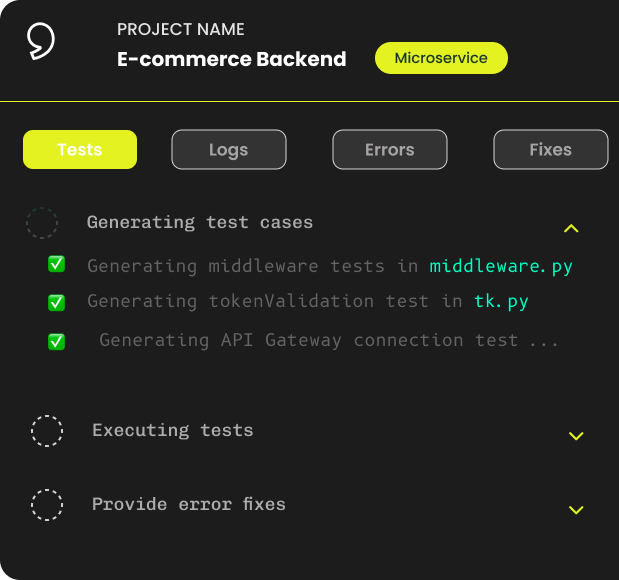 PROJECT NAME
E-commerce Backend
Microservice
Tests
Logs
Errors
Fixes
Generating test cases
Generating middleware tests in middleware.py
Generating tokenValidation test in tk.py
Generating API Gateway connection test ...
Executing tests
Provide error fixes